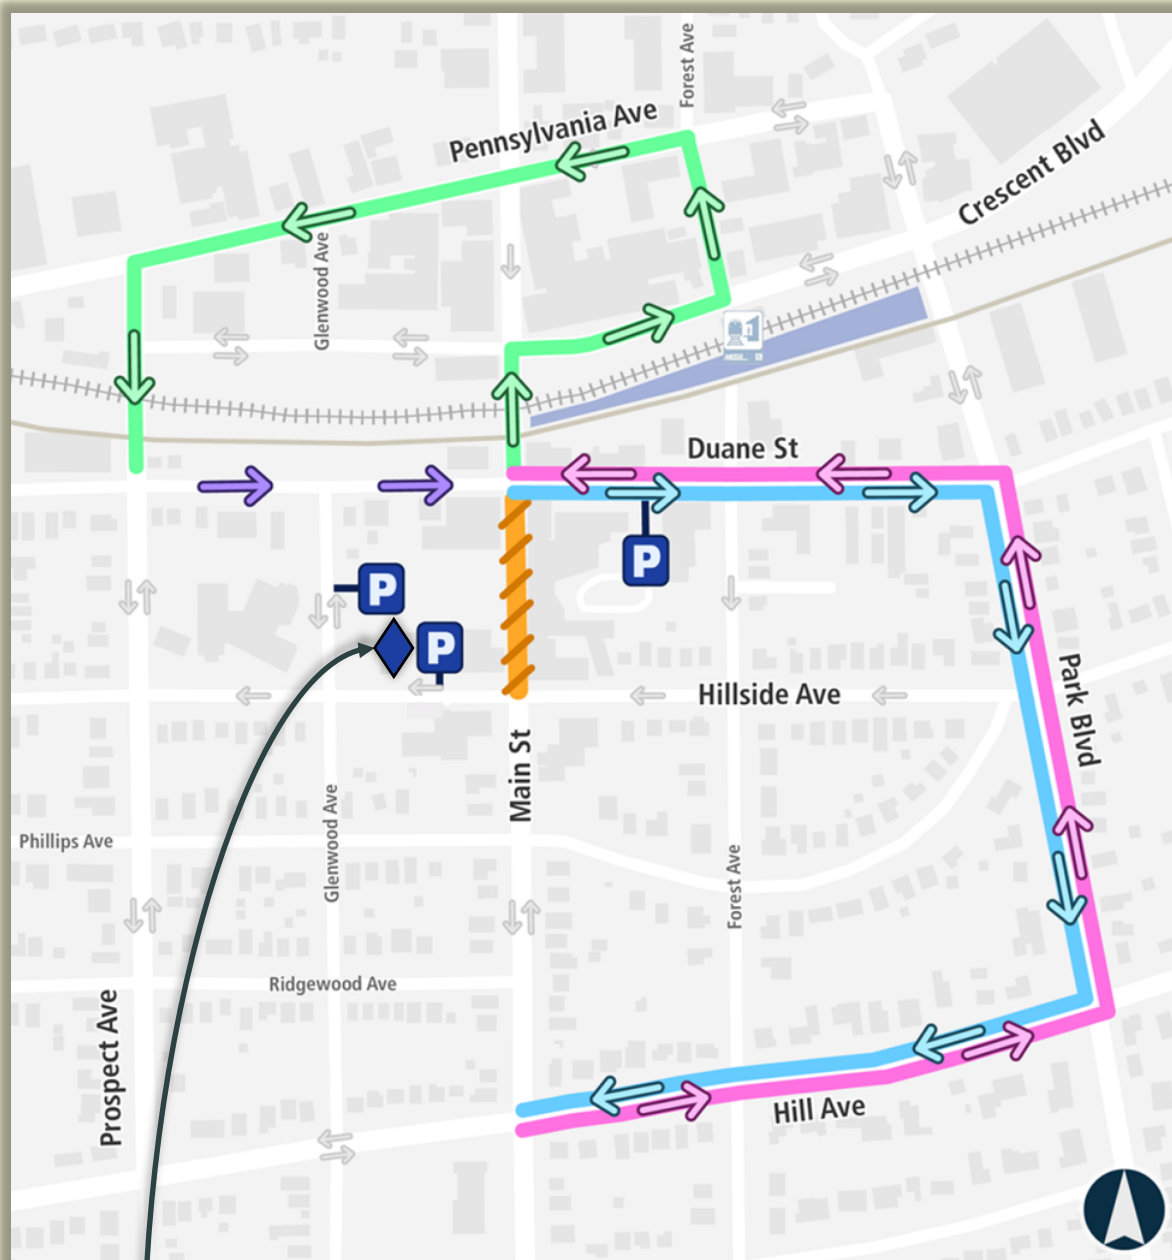 Forest Ave
Pennsylvania Ave
Crescent Blvd
Glenwood Ave
Duane St
P
P
P
Hillside Ave
Park Blvd
Main St
Phillips Ave
Glenwood Ave
Forest Ave
Ridgewood Ave
Prospect Ave
Hill Ave